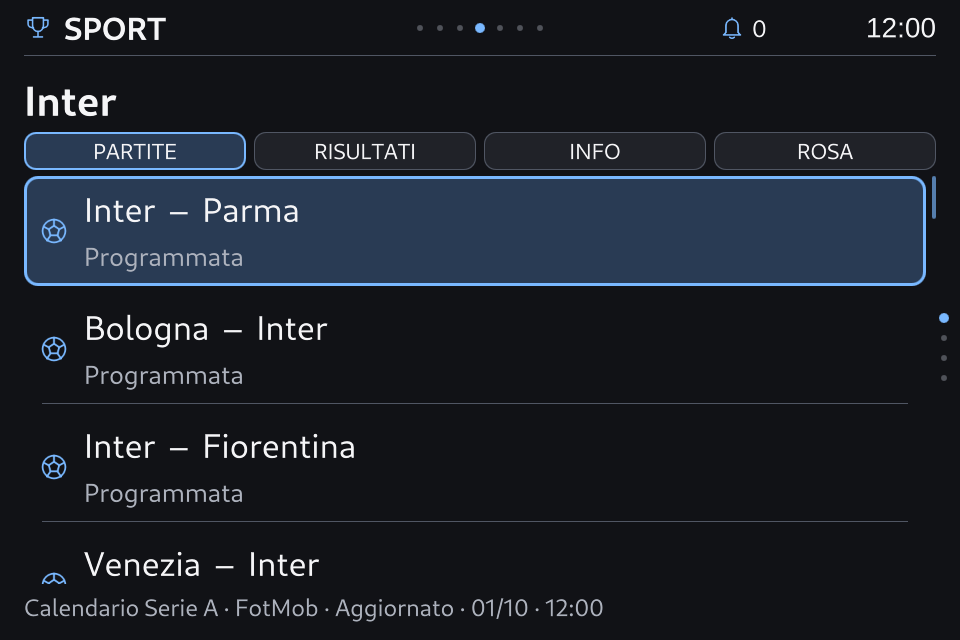 SPORT 0 12:00
Inter
PARTITE RISULTATI INFO ROSA
Inter – Parma
Programmata
Bologna – Inter
Programmata
Inter – Fiorentina
Programmata
Venezia – Inter
Calendario Serie A · FotMob · Aggiornato · 01/10 · 12:00